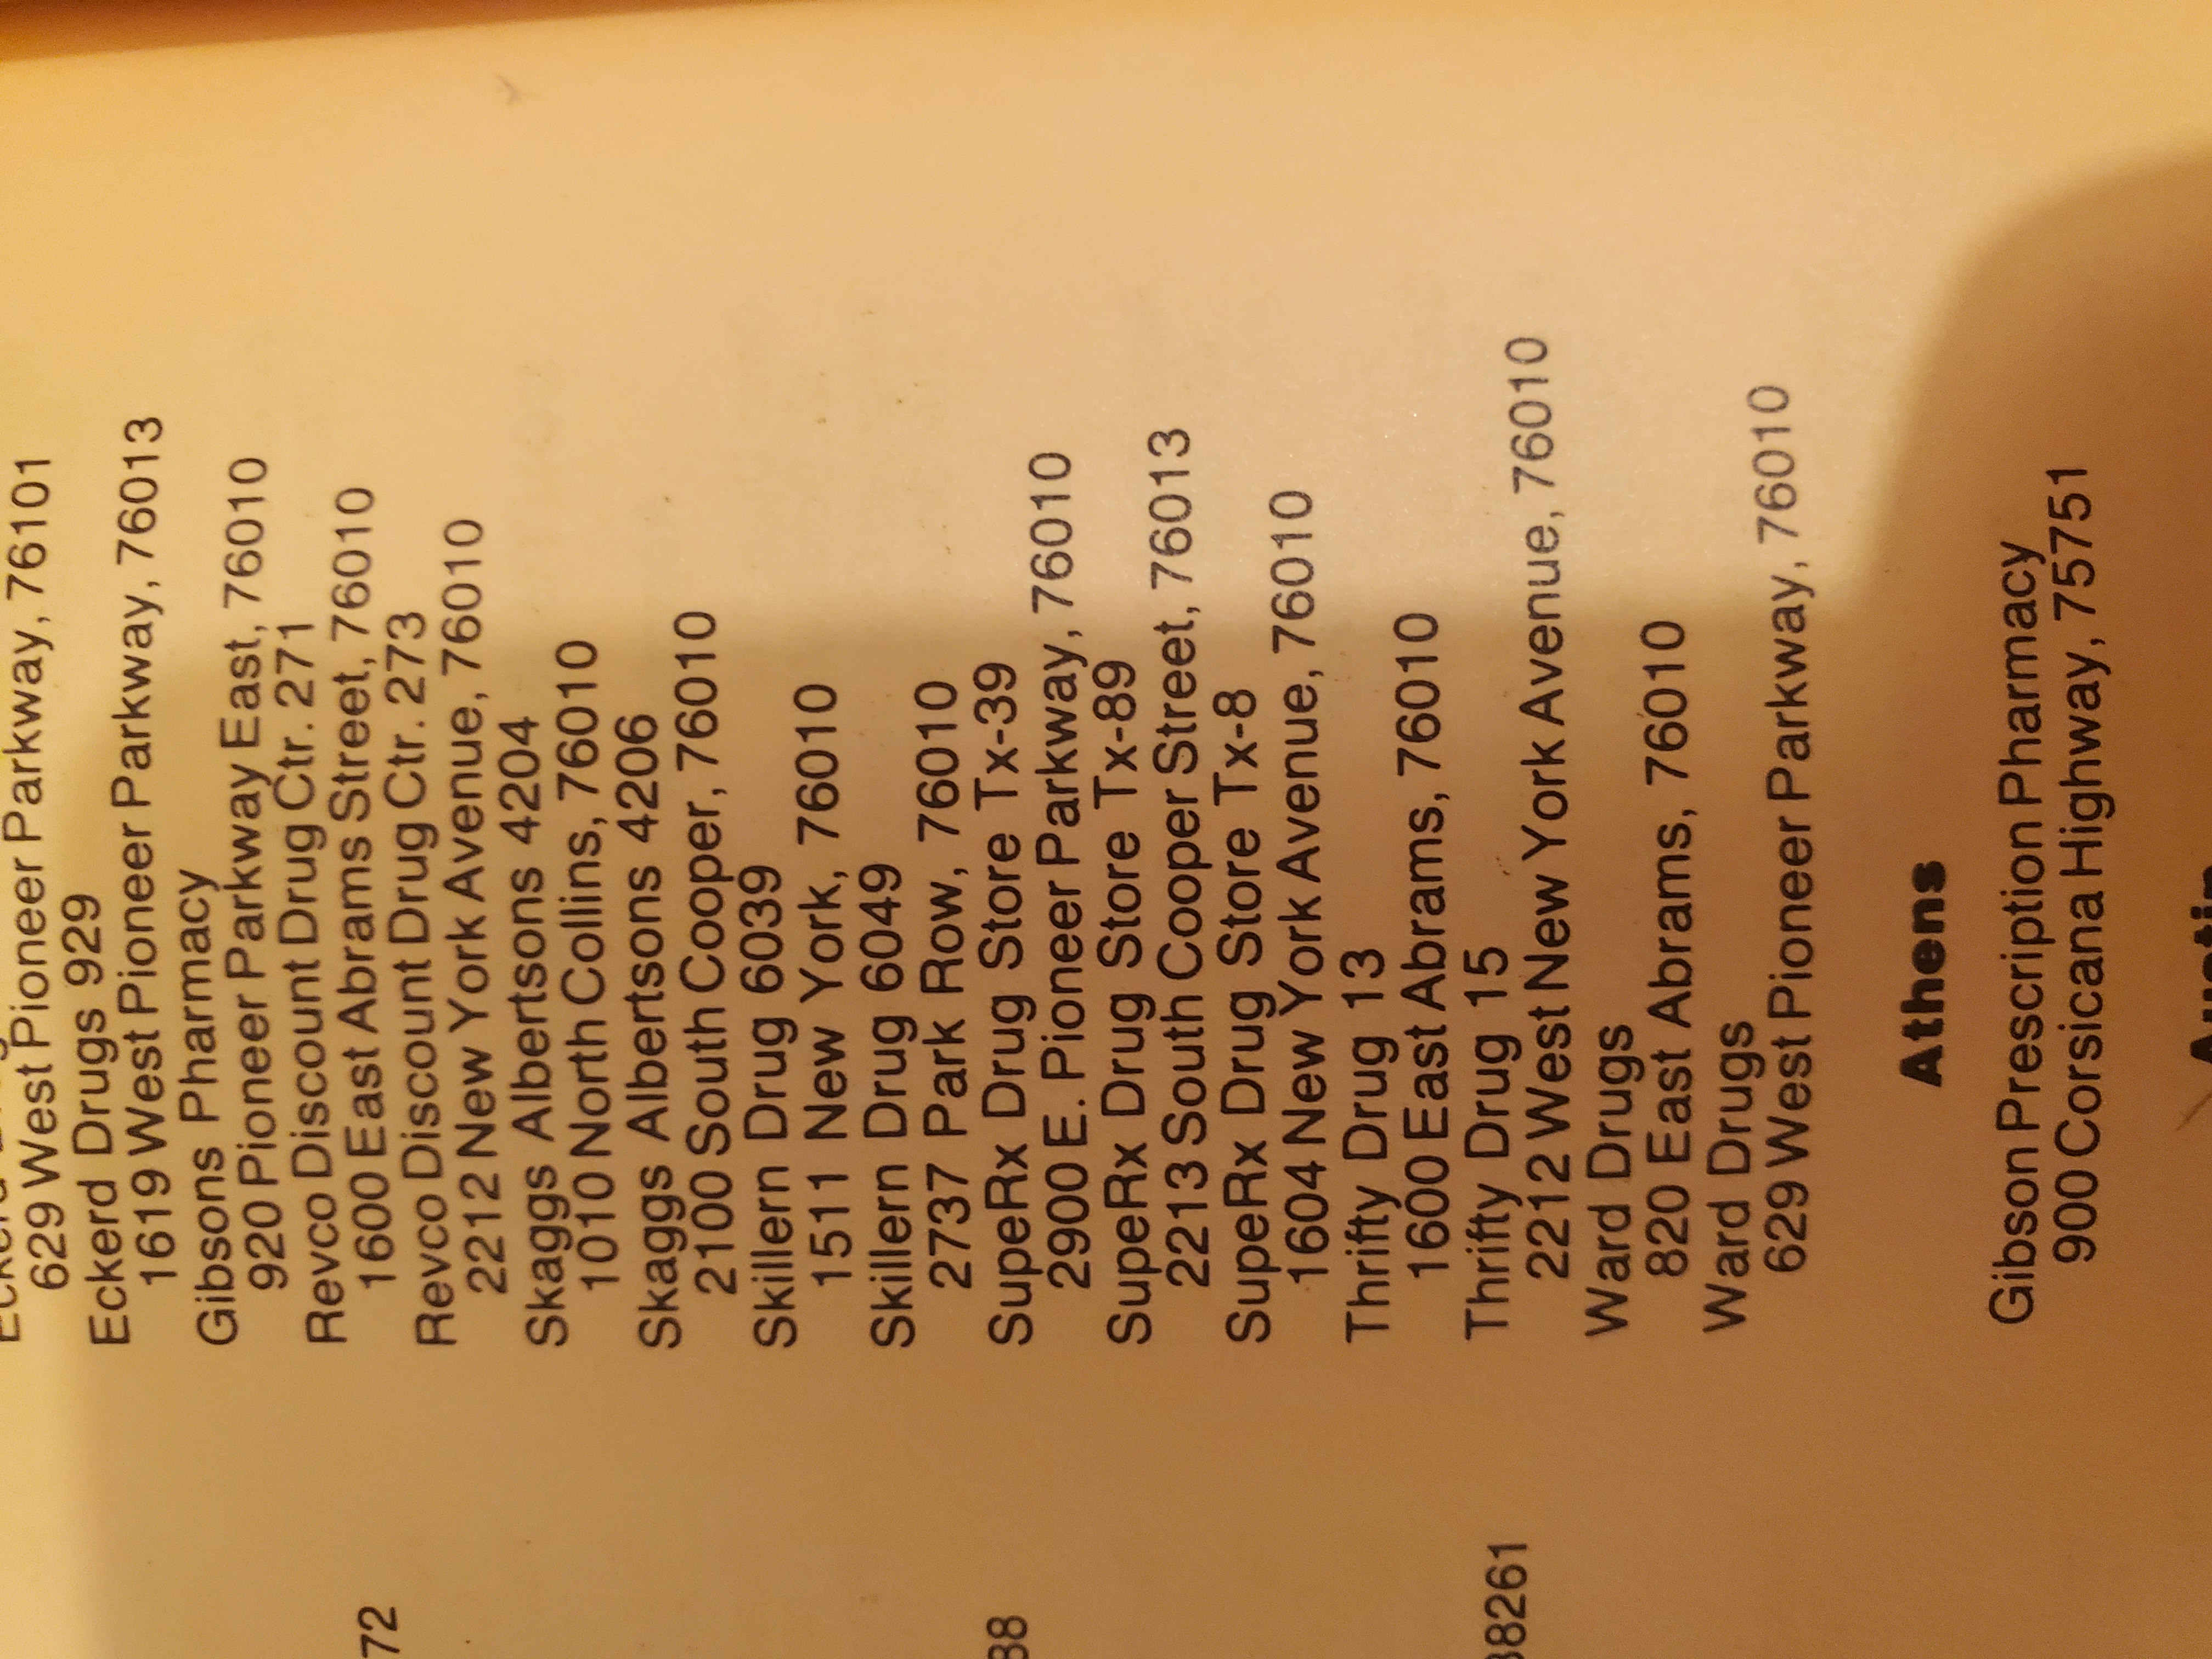 629 West Pioneer Parkway, 76101
Eckerd Drugs 929
1619 West Pioneer Parkway, 76013
Gibsons Pharmacy
920 Pioneer Parkway East, 76010
Revco Discount Drug Ctr. 271
1600 East Abrams Street, 76010
Revco Discount Drug Ctr. 273
2212 New York Avenue, 76010
Skaggs Albertsons 4204
1010 North Collins, 76010
Skaggs Albertsons 4206
2100 South Cooper, 76010
Skillern Drug 6039
1511 New York, 76010
Skillern Drug 6049
2737 Park Row, 76010
SupeRx Drug Store Tx-39
2900 E. Pioneer Parkway, 76010
SupeRx Drug Store Tx-89
2213 South Cooper Street, 76013
SupeRx Drug Store Tx-8
1604 New York Avenue, 76010
Thrifty Drug 13
1600 East Abrams, 76010
Thrifty Drug 15
2212 West New York Avenue, 76010
Ward Drugs
820 East Abrams, 76010
Ward Drugs
629 West Pioneer Parkway, 76010
Athens
Gibson Prescription Pharmacy
900 Corsicana Highway, 75751
72
38
38261